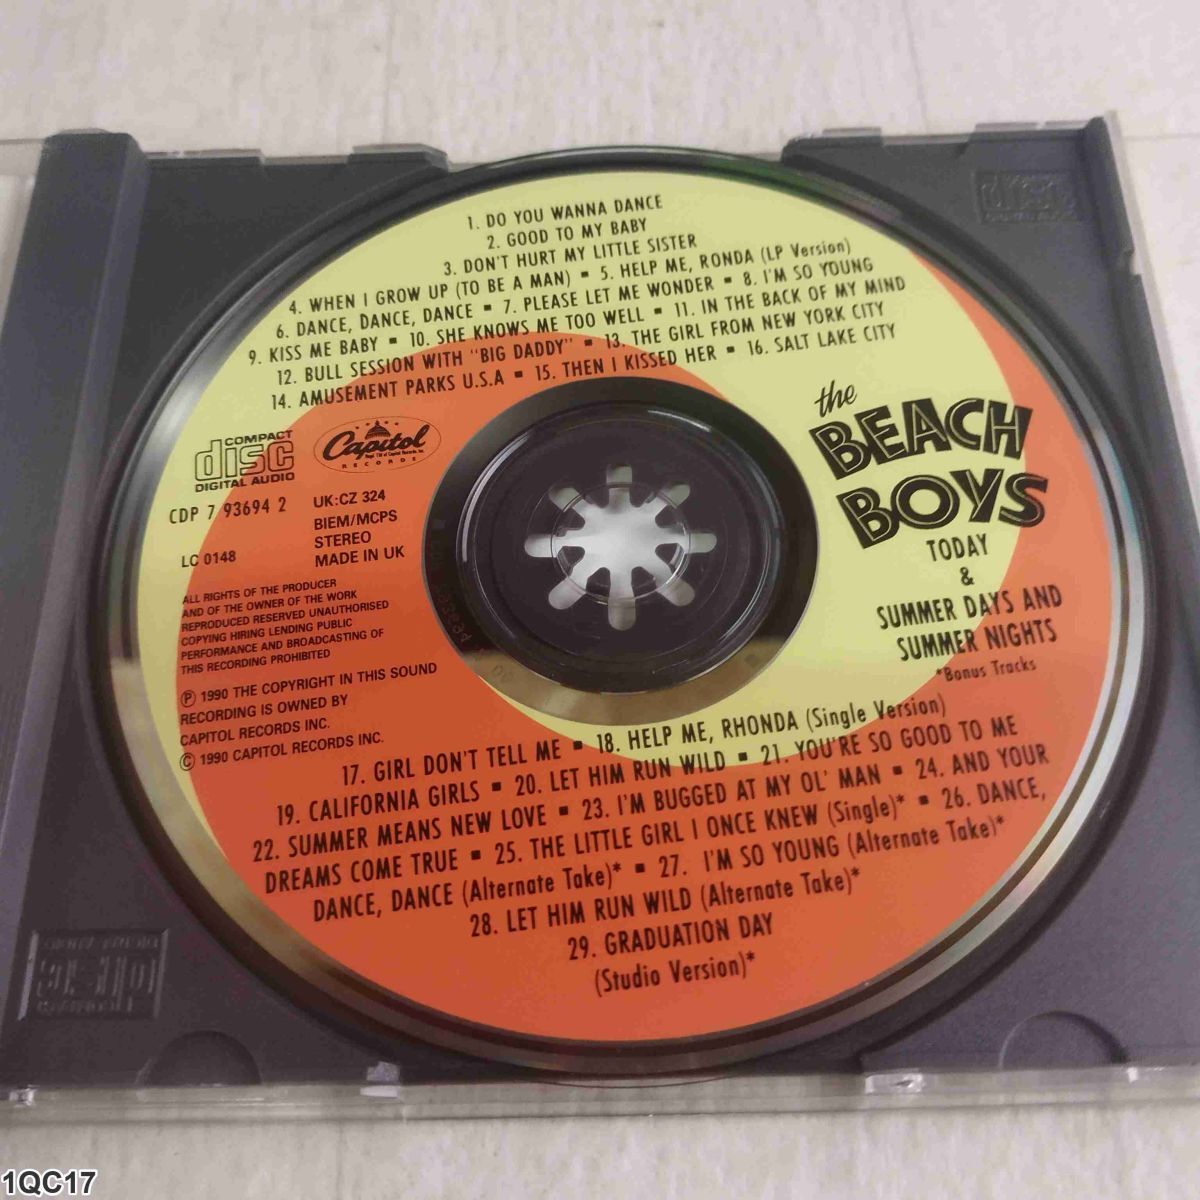 1. DO YOU WANNA DANCE
2. GOOD TO MY BABY
3. DON'T HURT MY LITTLE SISTER
4. WHEN I GROW UP (TO BE A MAN) ▪ 5. HELP ME, RONDA (LP Version)
6. DANCE, DANCE, DANCE ▪ 7. PLEASE LET ME WONDER ▪ 8. I'M SO YOUNG
9. KISS ME BABY ▪ 10. SHE KNOWS ME TOO WELL ▪ 11. IN THE BACK OF MY MIND
12. BULL SESSION WITH "BIG DADDY" ▪ 13. THE GIRL FROM NEW YORK CITY
14. AMUSEMENT PARKS U.S.A ▪ 15. THEN I KISSED HER ▪ 16. SALT LAKE CITY
COMPACT
disc
DIGITAL AUDIO
Capitol
RECORDS
CDP 7 93694 2
UK:CZ 324
BIEM/MCPS
STEREO
MADE IN UK
LC 0148
ALL RIGHTS OF THE PRODUCER
AND OF THE OWNER OF THE WORK
REPRODUCED RESERVED UNAUTHORISED
COPYING HIRING LENDING PUBLIC
PERFORMANCE AND BROADCASTING OF
THIS RECORDING PROHIBITED
℗ 1990 THE COPYRIGHT IN THIS SOUND
RECORDING IS OWNED BY
CAPITOL RECORDS INC.
© 1990 CAPITOL RECORDS INC.
the
BEACH
BOYS
TODAY
&
SUMMER DAYS AND
SUMMER NIGHTS
*Bonus Tracks
17. GIRL DON'T TELL ME ▪ 18. HELP ME, RHONDA (Single Version)
19. CALIFORNIA GIRLS ▪ 20. LET HIM RUN WILD ▪ 21. YOU'RE SO GOOD TO ME
22. SUMMER MEANS NEW LOVE ▪ 23. I'M BUGGED AT MY OL' MAN ▪ 24. AND YOUR
DREAMS COME TRUE ▪ 25. THE LITTLE GIRL I ONCE KNEW (Single)* ▪ 26. DANCE,
DANCE, DANCE (Alternate Take)* ▪ 27. I'M SO YOUNG (Alternate Take)*
28. LET HIM RUN WILD (Alternate Take)*
29. GRADUATION DAY
(Studio Version)*
disc
1QC17